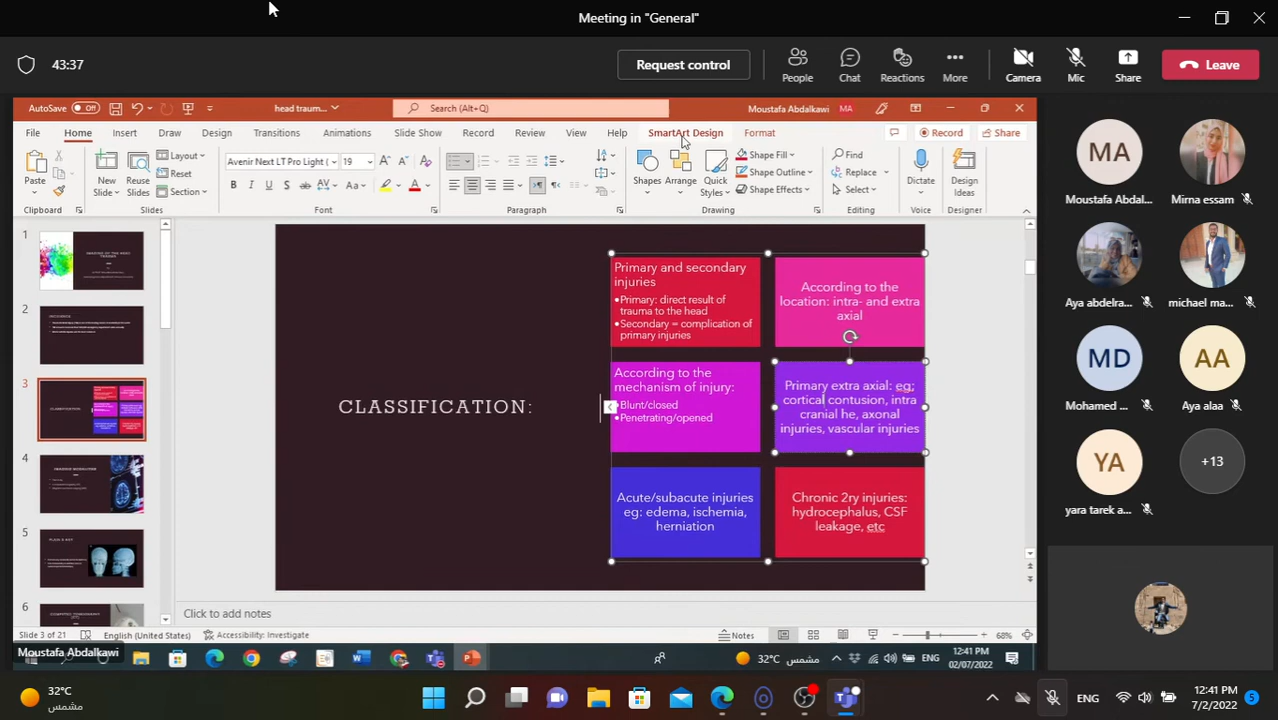 Meeting in "General"
43:37
Request control
People
Chat
Reactions
More
Camera
Mic
Share
Leave
AutoSave Off
head traum...
Search (Alt+Q)
Moustafa Abdalkawi MA
File Home Insert Draw Design Transitions Animations Slide Show Record Review View Help SmartArt Design Format
Record
Share
Paste
New Slide
Reuse Slides
Layout
Reset
Section
Avenir Next LT Pro Light ( 19
Shapes
Arrange
Quick Styles
Shape Fill
Shape Outline
Shape Effects
Find
Replace
Select
Dictate
Design Ideas
Clipboard Slides Font Paragraph Drawing Editing Voice Designer
1
2
3
4
5
6
CLASSIFICATION:
Primary and secondary
injuries
•Primary: direct result of
trauma to the head
•Secondary = complication of
primary injuries
According to the
location: intra- and extra
axial
According to the
mechanism of injury:
•Blunt/closed
•Penetrating/opened
Primary extra axial: eg;
cortical contusion, intra
cranial he, axonal
injuries, vascular injuries
Acute/subacute injuries
eg: edema, ischemia,
herniation
Chronic 2ry injuries:
hydrocephalus, CSF
leakage, etc
Click to add notes
Slide 3 of 21 English (United States) Accessibility: Investigate Notes 68%
Moustafa Abdalkawi
32°C مشمس
ENG
12:41 PM
02/07/2022
MA
Moustafa Abdal...
Mirna essam
Aya abdelra...
michael ma...
MD
Mohamed ...
AA
Aya alaa
YA
yara tarek a...
+13
32°C
مشمس
ENG
12:41 PM
7/2/2022
5